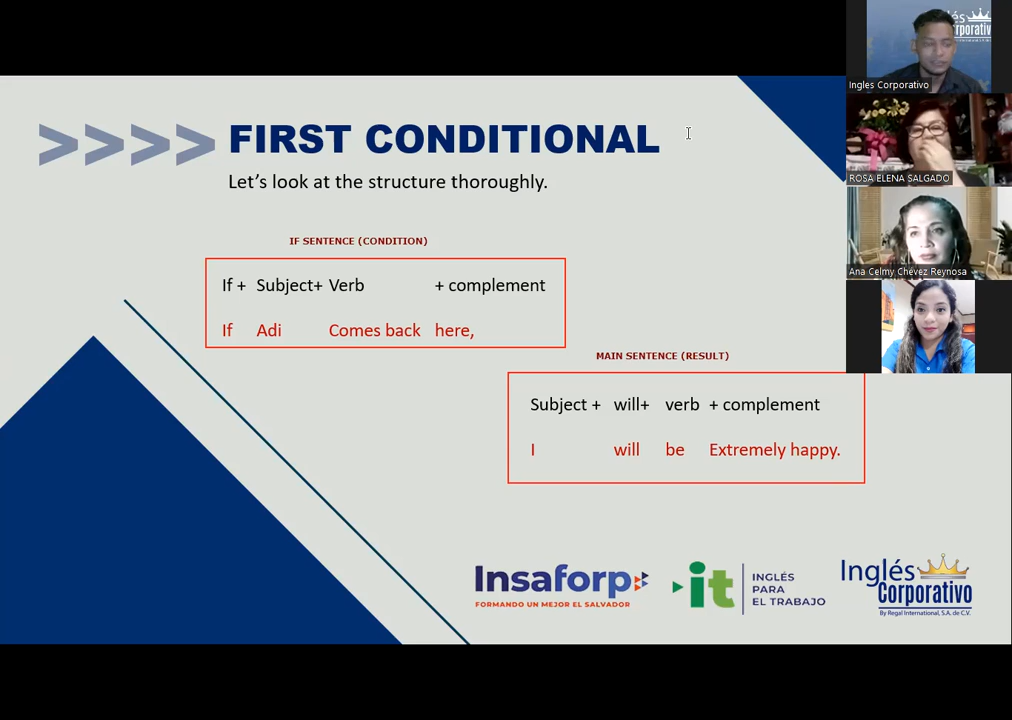 >>>> FIRST CONDITIONAL
Let's look at the structure thoroughly.
IF SENTENCE (CONDITION)
If + Subject+ Verb + complement
If Adi Comes back here,
MAIN SENTENCE (RESULT)
Subject + will+ verb + complement
I will be Extremely happy.
Insaforp
FORMANDO UN MEJOR EL SALVADOR
it
INGLÉS
PARA
EL TRABAJO
Inglés
Corporativo
By Regal International, S.A. de C.V.
Ingles Corporativo
ROSA ELENA SALGADO
Ana Celmy Chévez Reynosa